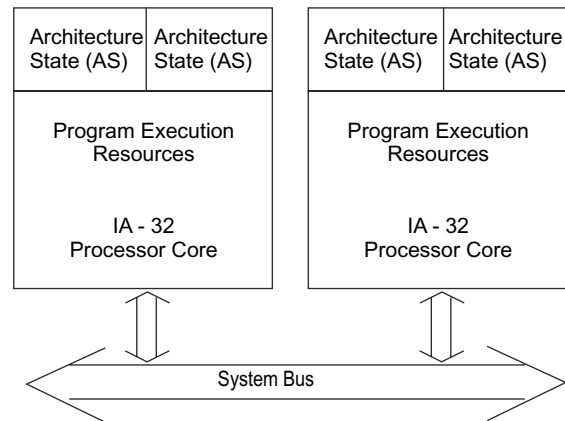 Architecture
State (AS)
Architecture
State (AS)
Program Execution
Resources
IA - 32
Processor Core
Architecture
State (AS)
Architecture
State (AS)
Program Execution
Resources
IA - 32
Processor Core
System Bus